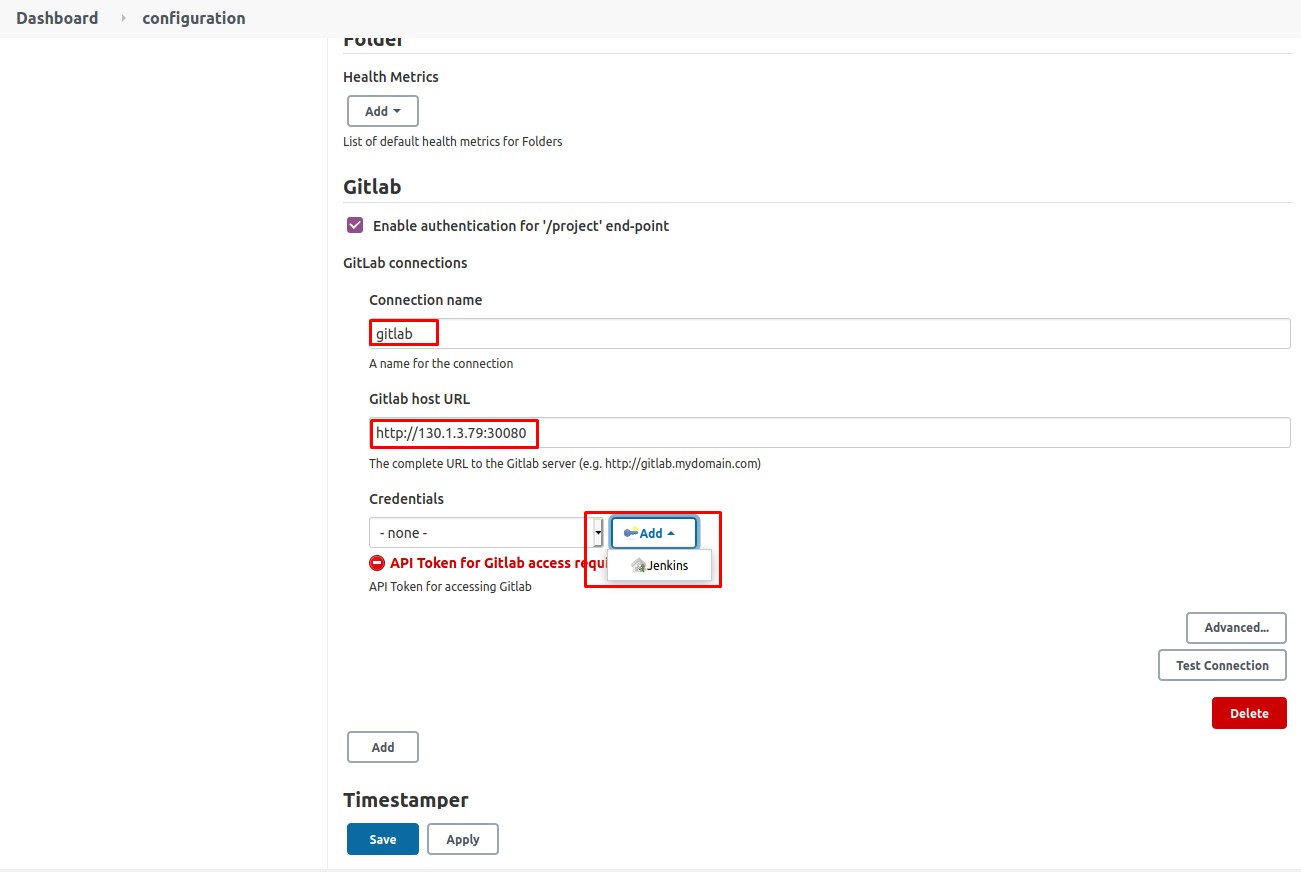 Dashboard configuration
Folder
Health Metrics
Add
List of default health metrics for Folders
Gitlab
Enable authentication for '/project' end-point
GitLab connections
Connection name
gitlab
A name for the connection
Gitlab host URL
http://130.1.3.79:30080
The complete URL to the Gitlab server (e.g. http://gitlab.mydomain.com)
Credentials
- none - Add
API Token for Gitlab access requi Jenkins
API Token for accessing Gitlab
Advanced...
Test Connection
Delete
Add
Timestamper
Save Apply